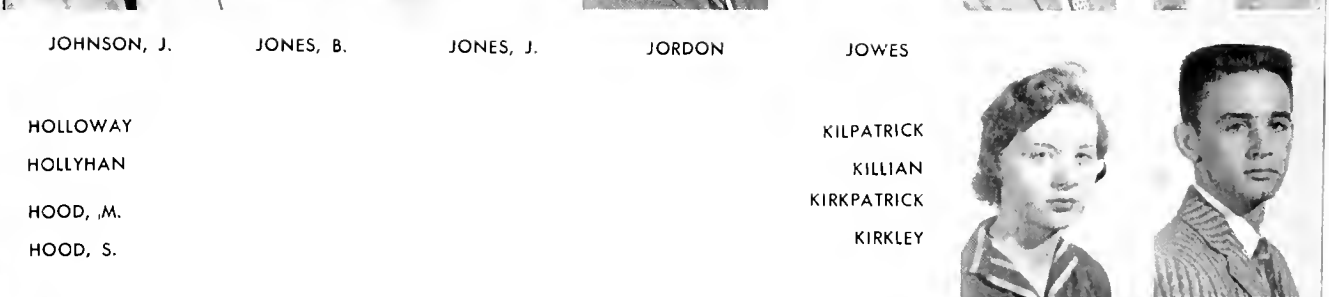 JOHNSON, J. JONES, B. JONES, J. JORDON JOWES
HOLLOWAY
HOLLYHAN
HOOD, M.
HOOD, S.
KILPATRICK
KILLIAN
KIRKPATRICK
KIRKLEY